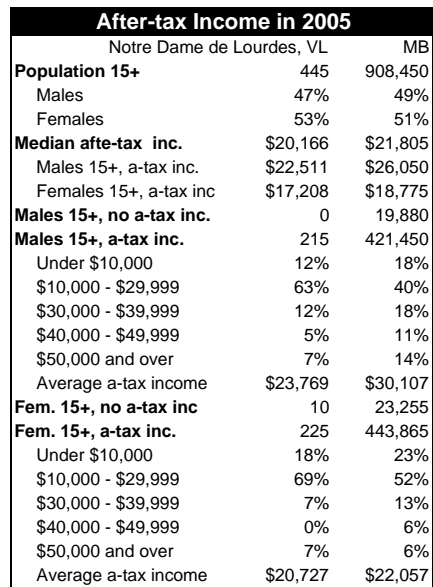 After-tax Income in 2005
Notre Dame de Lourdes, VL MB
Population 15+ 445 908,450
Males 47% 49%
Females 53% 51%
Median afte-tax inc. $20,166 $21,805
Males 15+, a-tax inc. $22,511 $26,050
Females 15+, a-tax inc $17,208 $18,775
Males 15+, no a-tax inc. 0 19,880
Males 15+, a-tax inc. 215 421,450
Under $10,000 12% 18%
$10,000 - $29,999 63% 40%
$30,000 - $39,999 12% 18%
$40,000 - $49,999 5% 11%
$50,000 and over 7% 14%
Average a-tax income $23,769 $30,107
Fem. 15+, no a-tax inc 10 23,255
Fem. 15+, a-tax inc. 225 443,865
Under $10,000 18% 23%
$10,000 - $29,999 69% 52%
$30,000 - $39,999 7% 13%
$40,000 - $49,999 0% 6%
$50,000 and over 7% 6%
Average a-tax income $20,727 $22,057